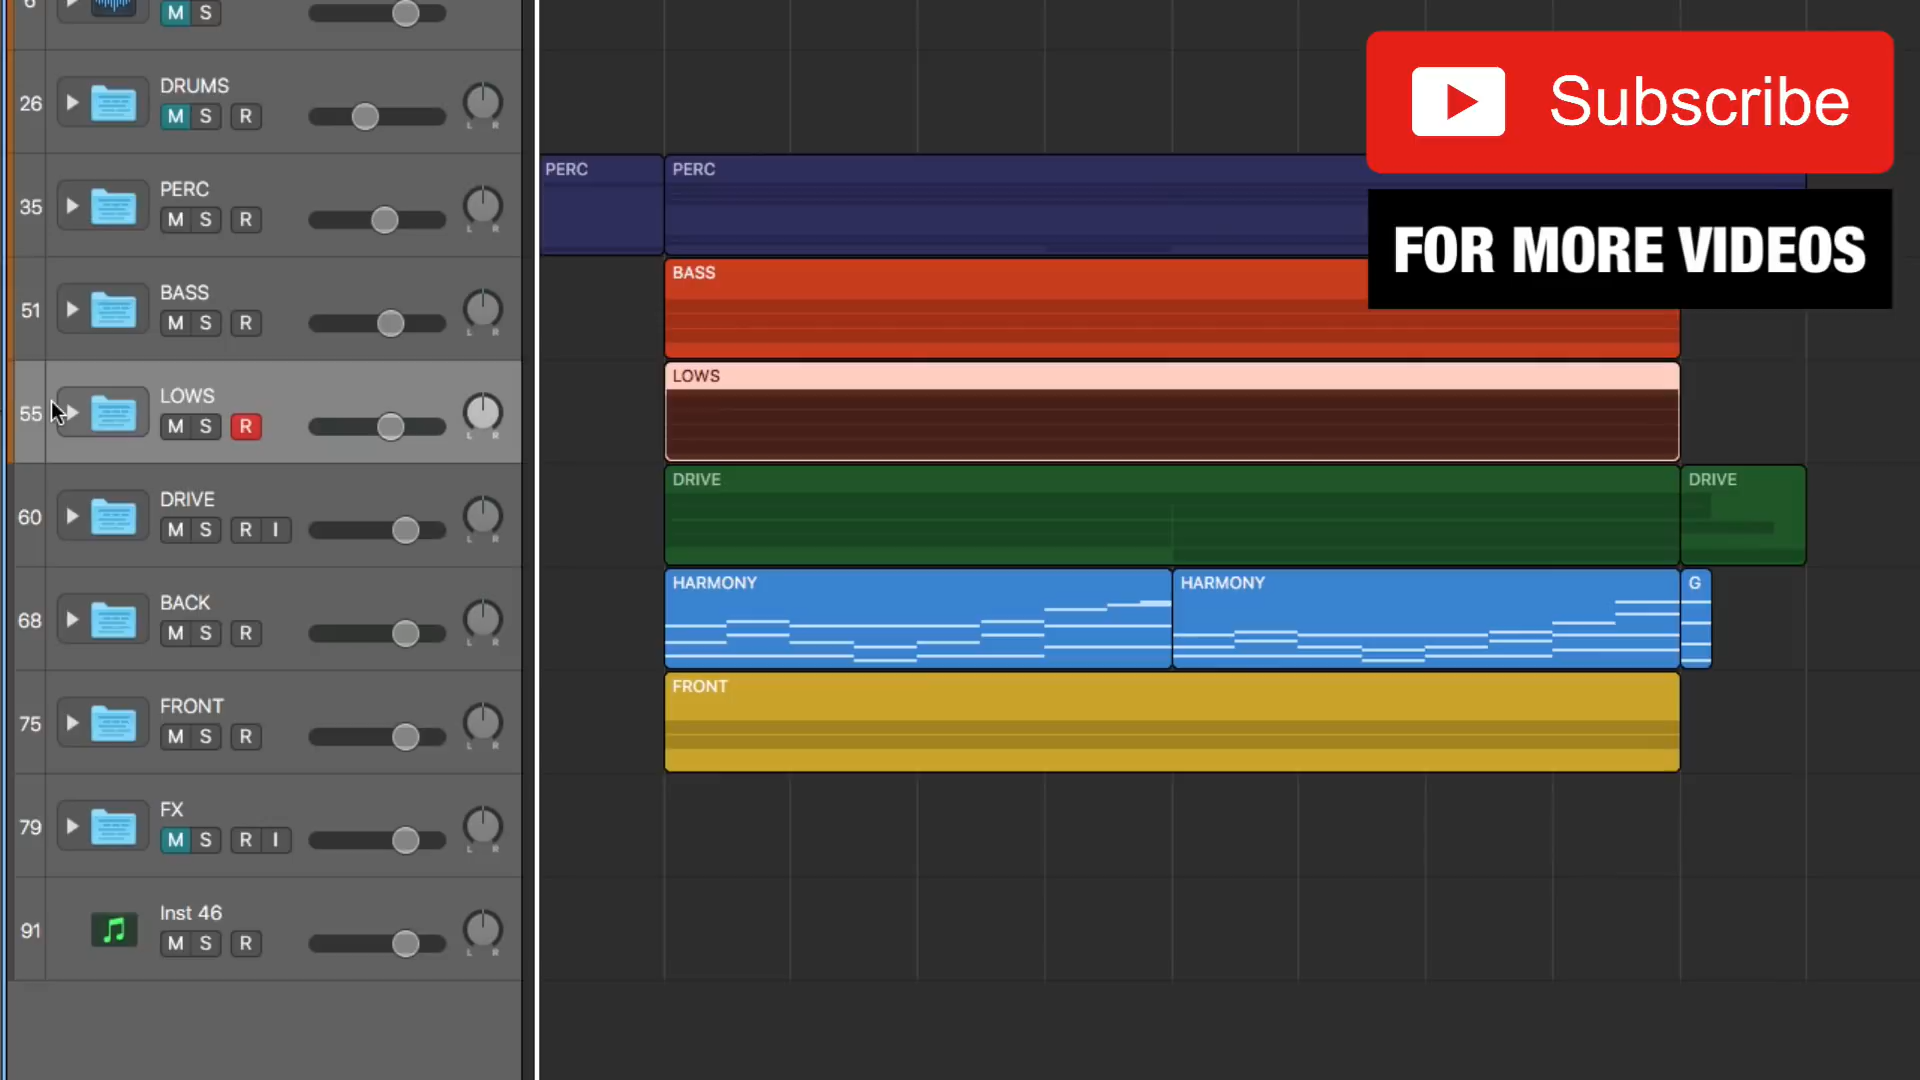 6
M S
Subscribe
FOR MORE VIDEOS
26
DRUMS
M S R
L R
35
PERC
M S R
L R
PERC
PERC
51
BASS
M S R
L R
BASS
55
LOWS
M S R
L R
LOWS
60
DRIVE
M S R I
L R
DRIVE
DRIVE
68
BACK
M S R
L R
HARMONY
HARMONY
G
75
FRONT
M S R
L R
FRONT
79
FX
M S R I
L R
91
Inst 46
M S R
L R